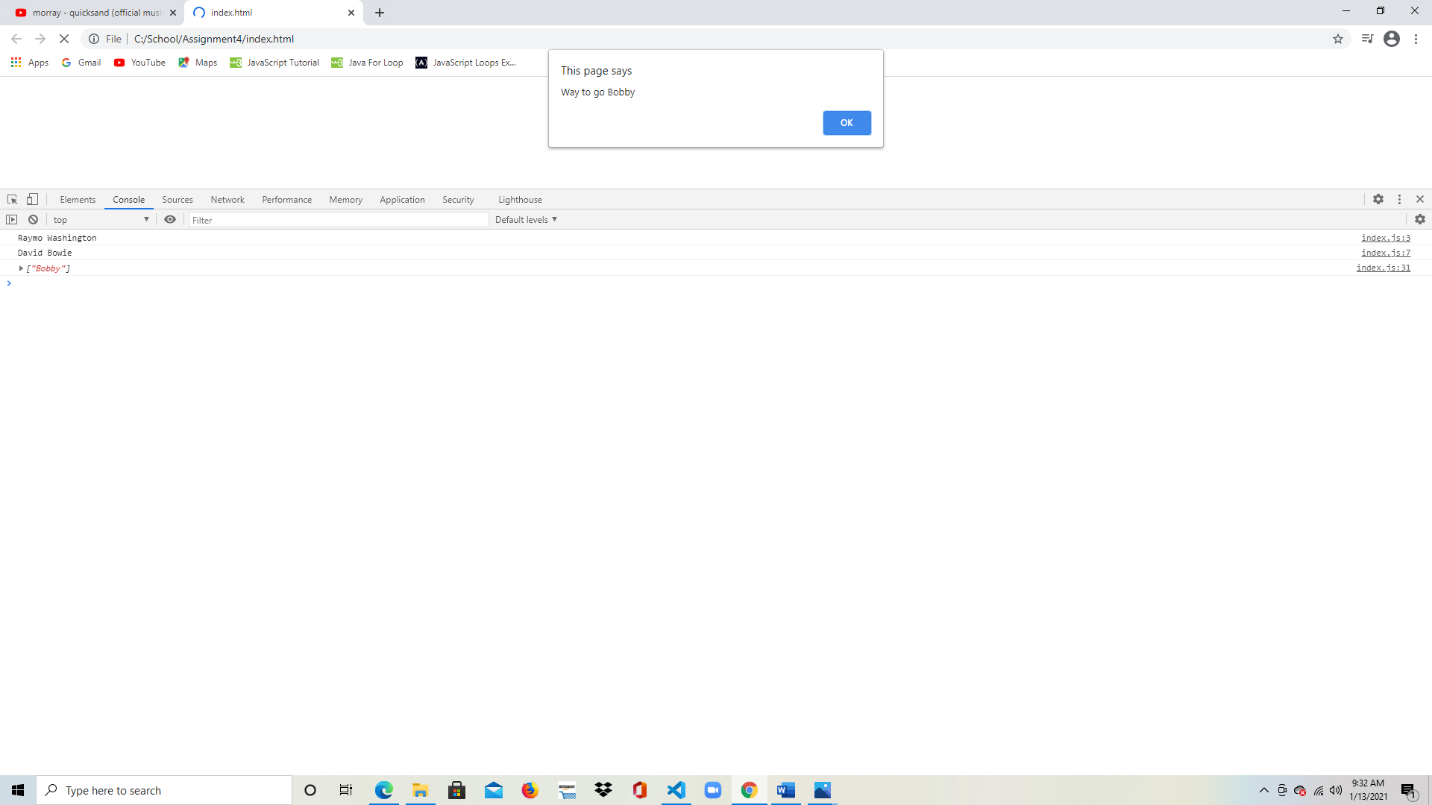 morray - quicksand (official musi
index.html
File
C:/School/Assignment4/index.html
Apps
Gmail
YouTube
Maps
JavaScript Tutorial
Java For Loop
JavaScript Loops Ex...
This page says
Way to go Bobby
OK
Elements
Console
Sources
Network
Performance
Memory
Application
Security
Lighthouse
top
Filter
Default levels
Raymo Washington
index.js:3
David Bowie
index.js:7
["Bobby"]
index.js:31
Type here to search
9:32 AM
1/13/2021
1